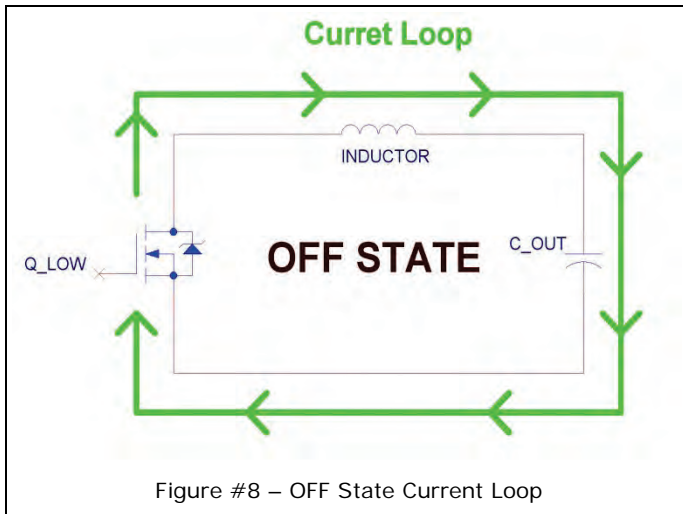 Curret Loop
INDUCTOR
Q_LOW
OFF STATE
C_OUT
Figure #8 – OFF State Current Loop